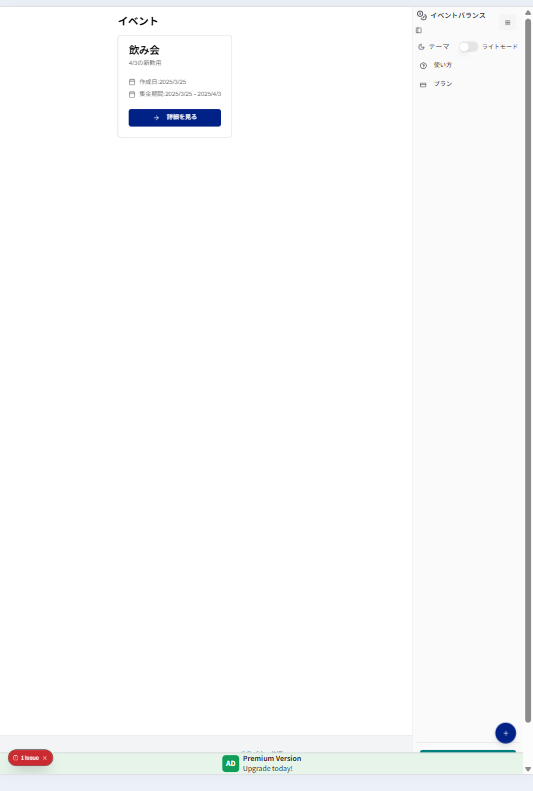 イベント
飲み会
4/3の新歓用
作成日:2025/3/25
集金期間:2025/3/25 - 2025/4/3
詳細を見る
イベントバランス
テーマ
ライトモード
使い方
プラン
1 Issue
AD
Premium Version
Upgrade today!